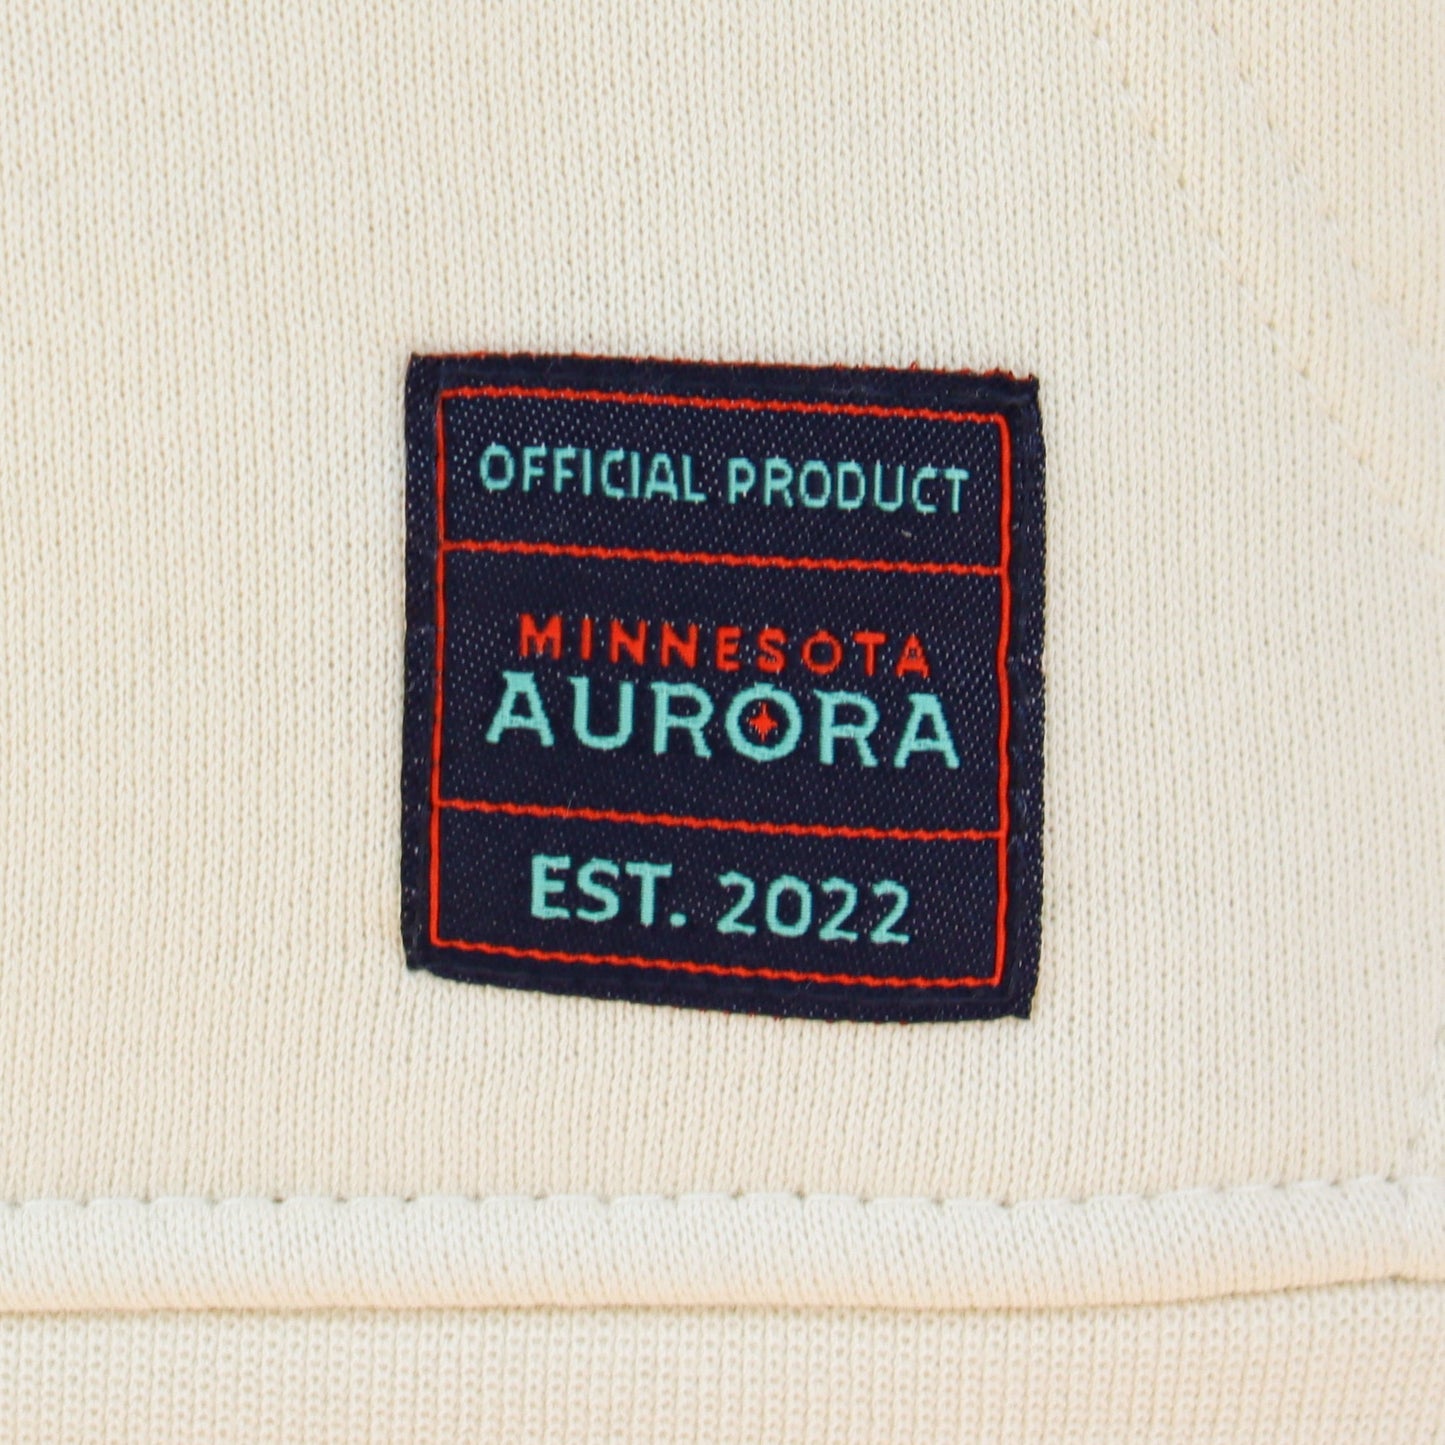 OFFICIAL PRODUCT
MINNESOTA
AURORA
EST. 2022